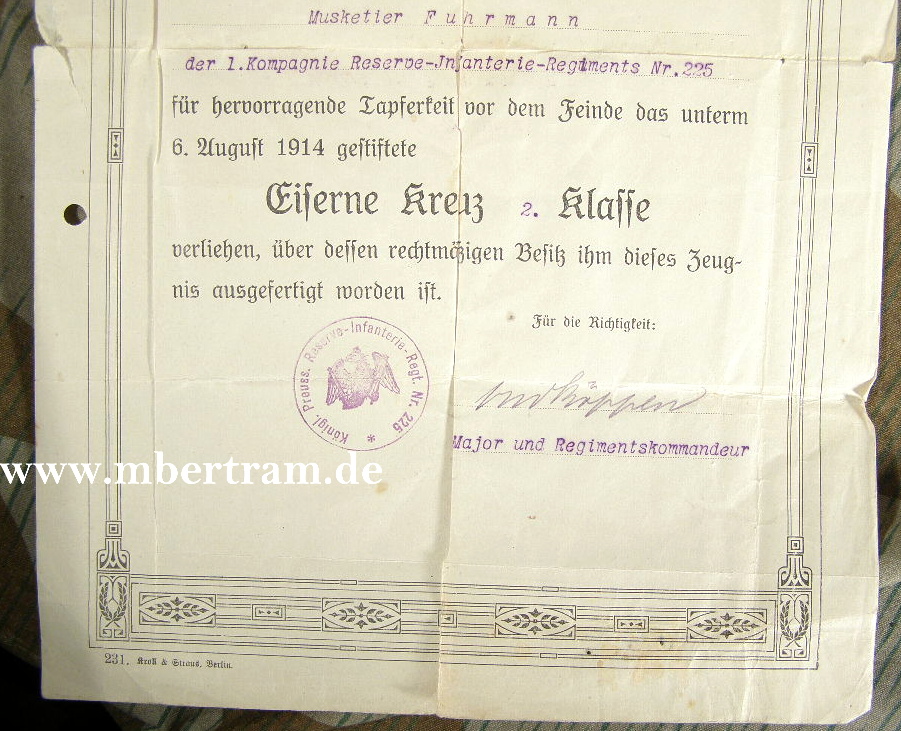 Musketier Fuhrmann
der 1.Kompagnie Reserve-Infanterie-Regiments Nr.225
für hervorragende Tapferkeit vor dem Feinde das unterm
6. August 1914 gestiftete
Eiserne Kreuz 2. Klasse
verliehen, über dessen rechtmäßigen Besitz ihm dieses Zeug-
nis ausgefertigt worden ist.
Für die Richtigkeit:
Königl. Preuss. Reserve-Infanterie-Regt. Nr. 225 *
Major und Regimentskommandeur
www.mbertram.de
231. Kroll & Straus, Berlin.